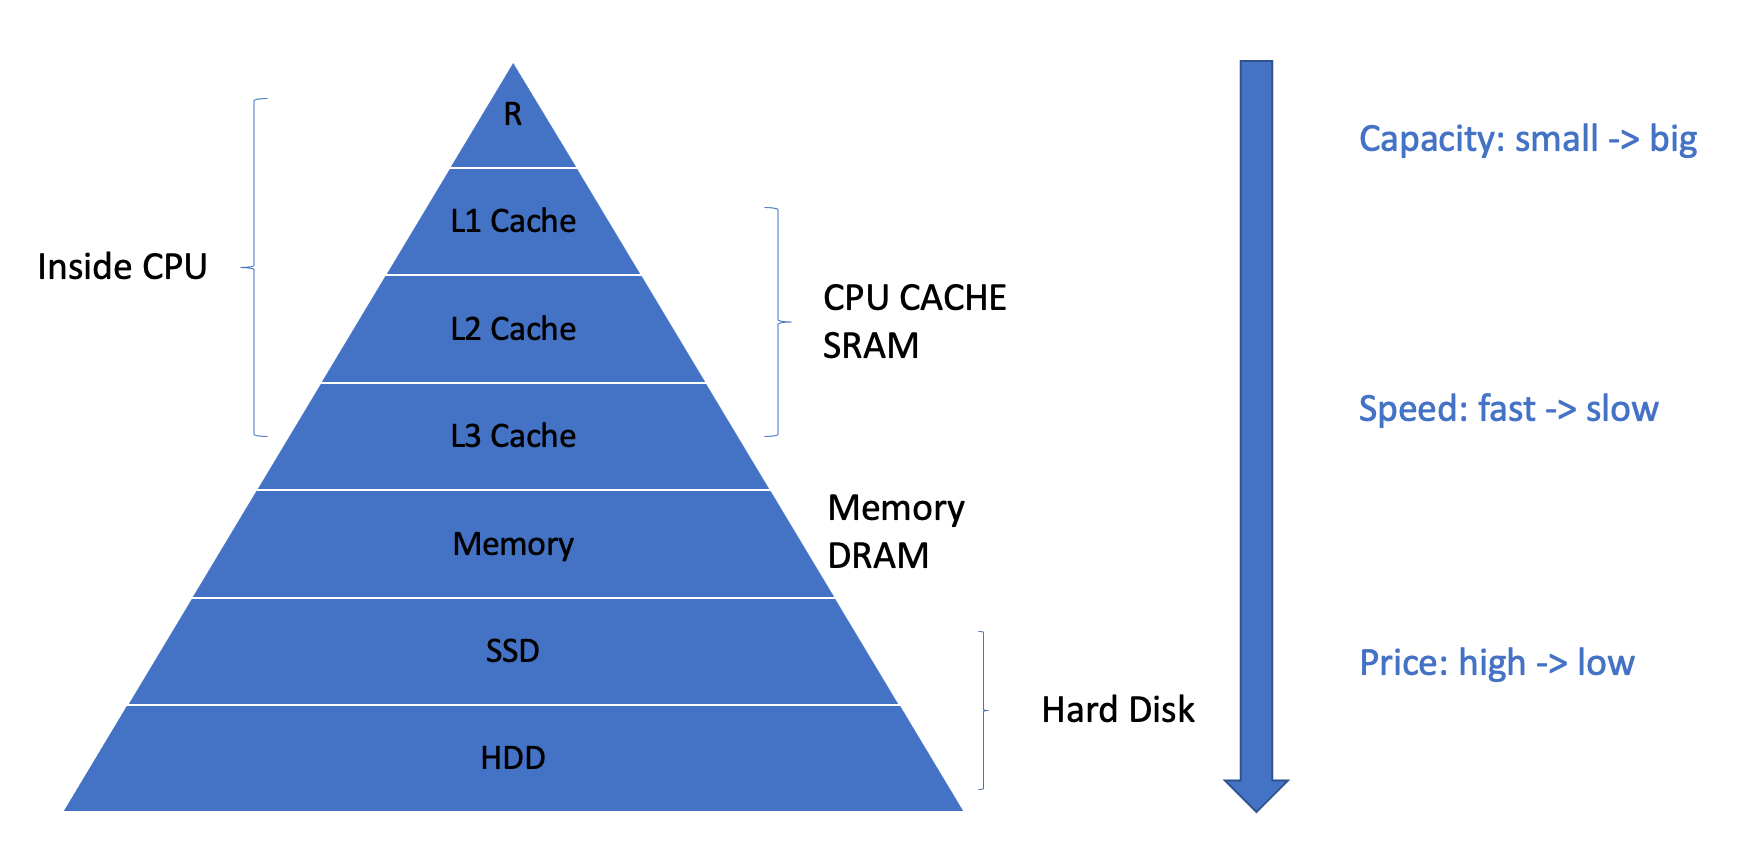 R
L1 Cache
L2 Cache
L3 Cache
Memory
SSD
HDD
Inside CPU
CPU CACHE
SRAM
Memory
DRAM
Hard Disk
Capacity: small -> big
Speed: fast -> slow
Price: high -> low